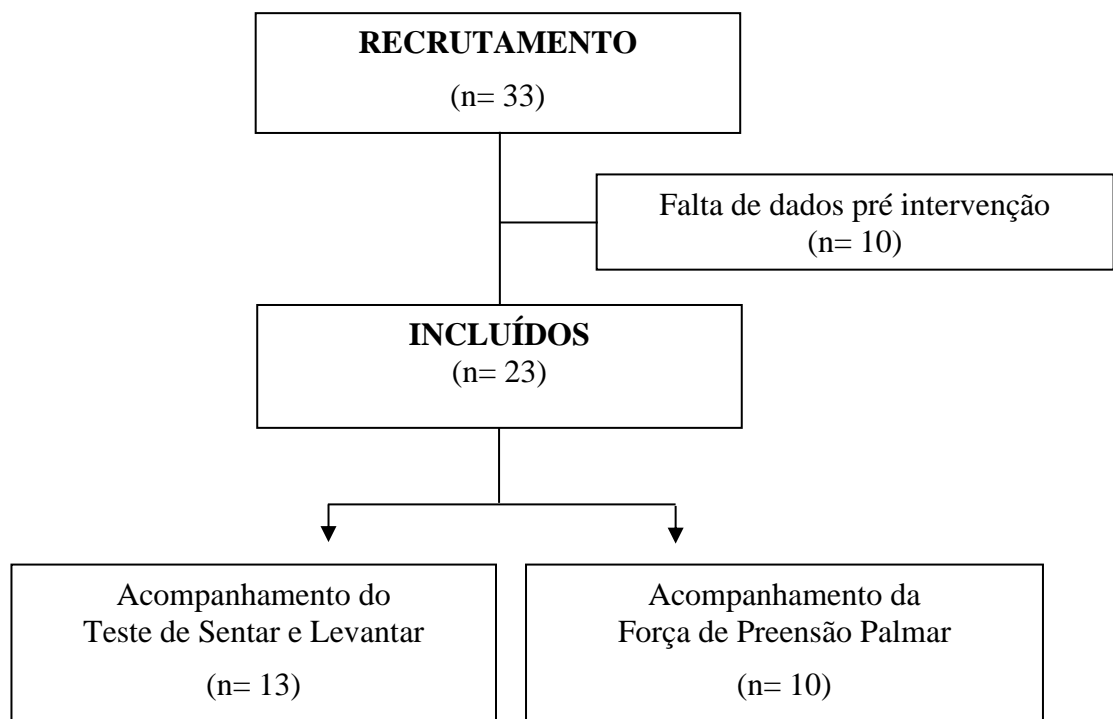 RECRUTAMENTO
(n= 33)
Falta de dados pré intervenção
(n= 10)
INCLUÍDOS
(n= 23)
Acompanhamento do
Teste de Sentar e Levantar
(n= 13)
Acompanhamento da
Força de Preensão Palmar
(n= 10)